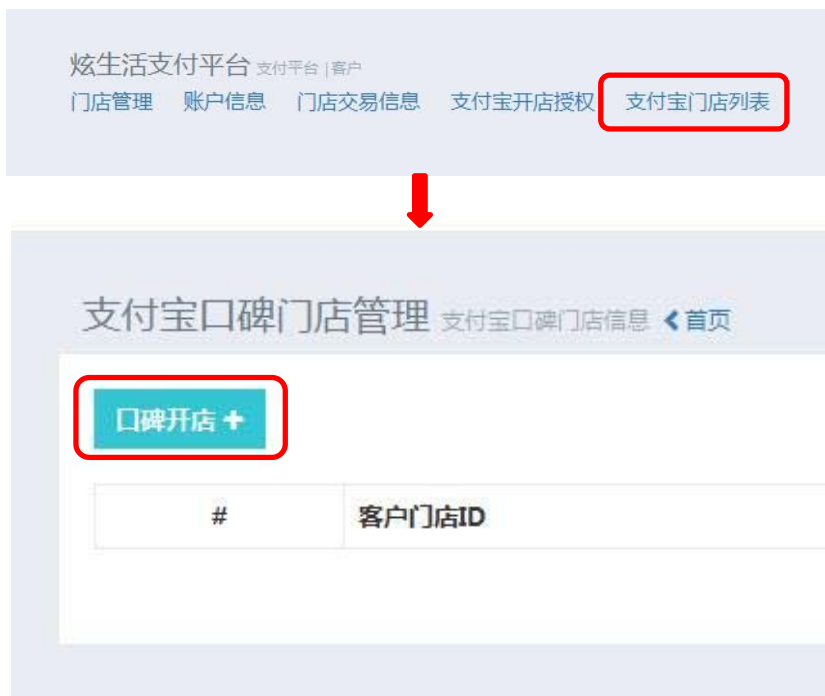 炫生活支付平台 支付平台 | 客户
门店管理 账户信息 门店交易信息 支付宝开店授权 支付宝门店列表
支付宝口碑门店管理 支付宝口碑门店信息 首页
口碑开店 +
# 客户门店ID